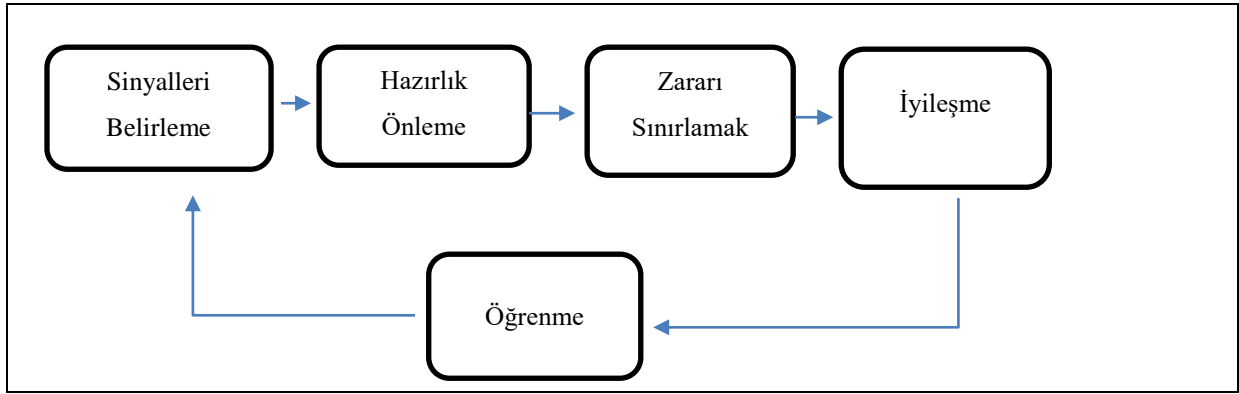 Sinyalleri
Belirleme
Hazırlık
Önleme
Zararı
Sınırlamak
İyileşme
Öğrenme